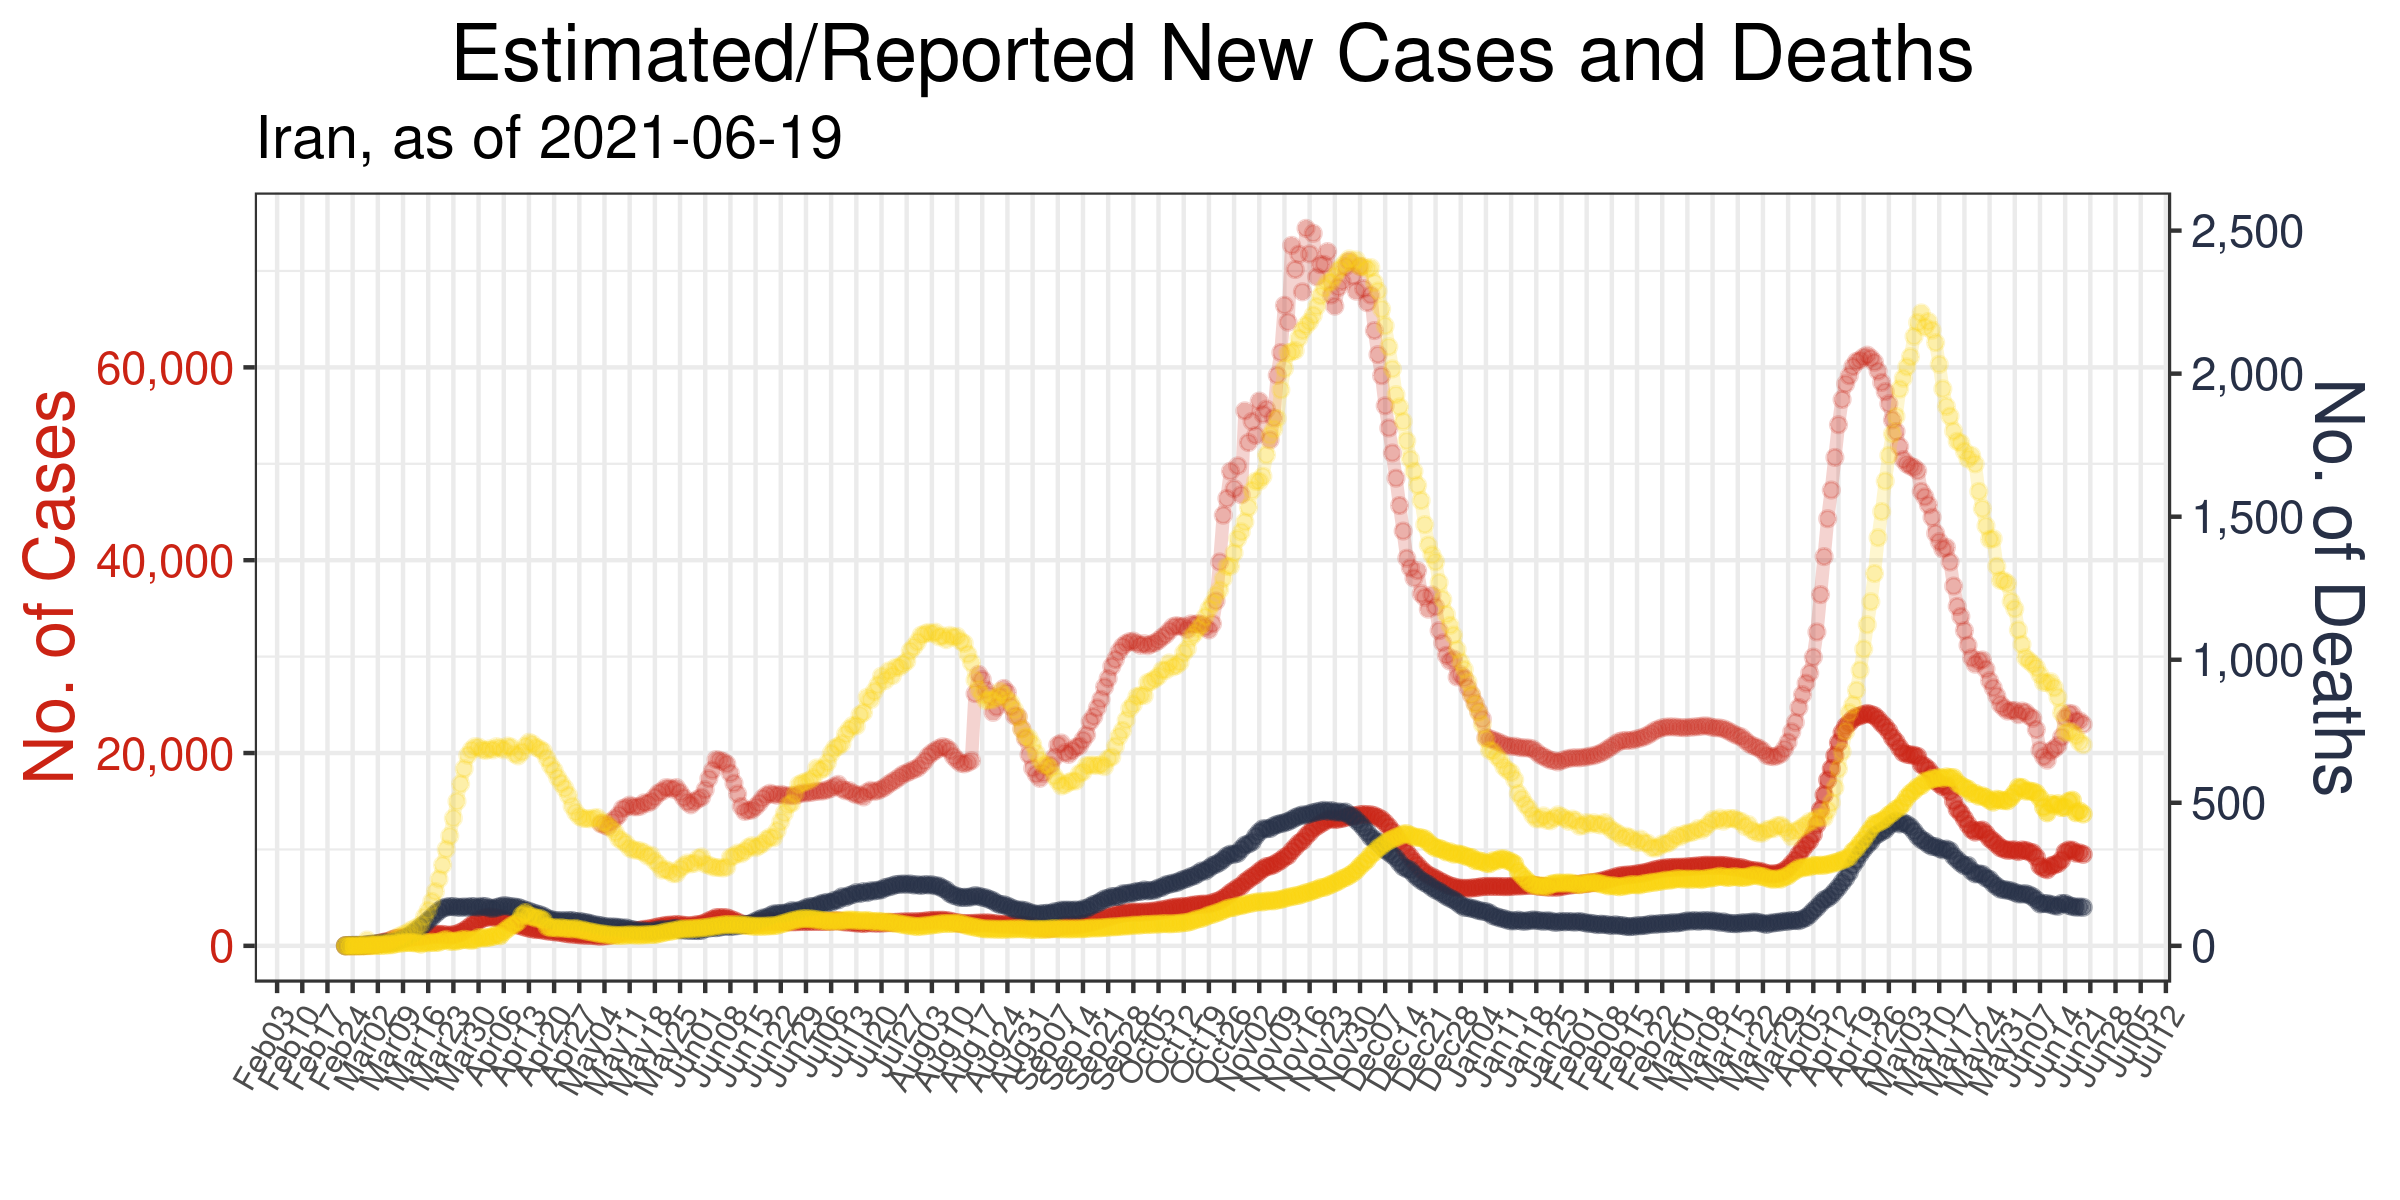 Estimated/Reported New Cases and Deaths
Iran, as of 2021-06-19
No. of Cases
60,000
40,000
20,000
0
2,500
2,000
1,500
1,000
500
0
No. of Deaths
Feb03
Feb10
Feb17
Feb24
Mar02
Mar09
Mar16
Mar23
Mar30
Apr06
Apr13
Apr20
Apr27
May04
May11
May18
May25
Jun01
Jun08
Jun15
Jun22
Jun29
Jul06
Jul13
Jul20
Jul27
Aug03
Aug10
Aug17
Aug24
Aug31
Sep07
Sep14
Sep21
Sep28
Oct05
Oct12
Oct19
Oct26
Nov02
Nov09
Nov16
Nov23
Nov30
Dec07
Dec14
Dec21
Dec28
Jan04
Jan11
Jan18
Jan25
Feb01
Feb08
Feb15
Feb22
Mar01
Mar08
Mar15
Mar22
Mar29
Apr05
Apr12
Apr19
Apr26
May03
May10
May17
May24
May31
Jun07
Jun14
Jun21
Jun28
Jul05
Jul12